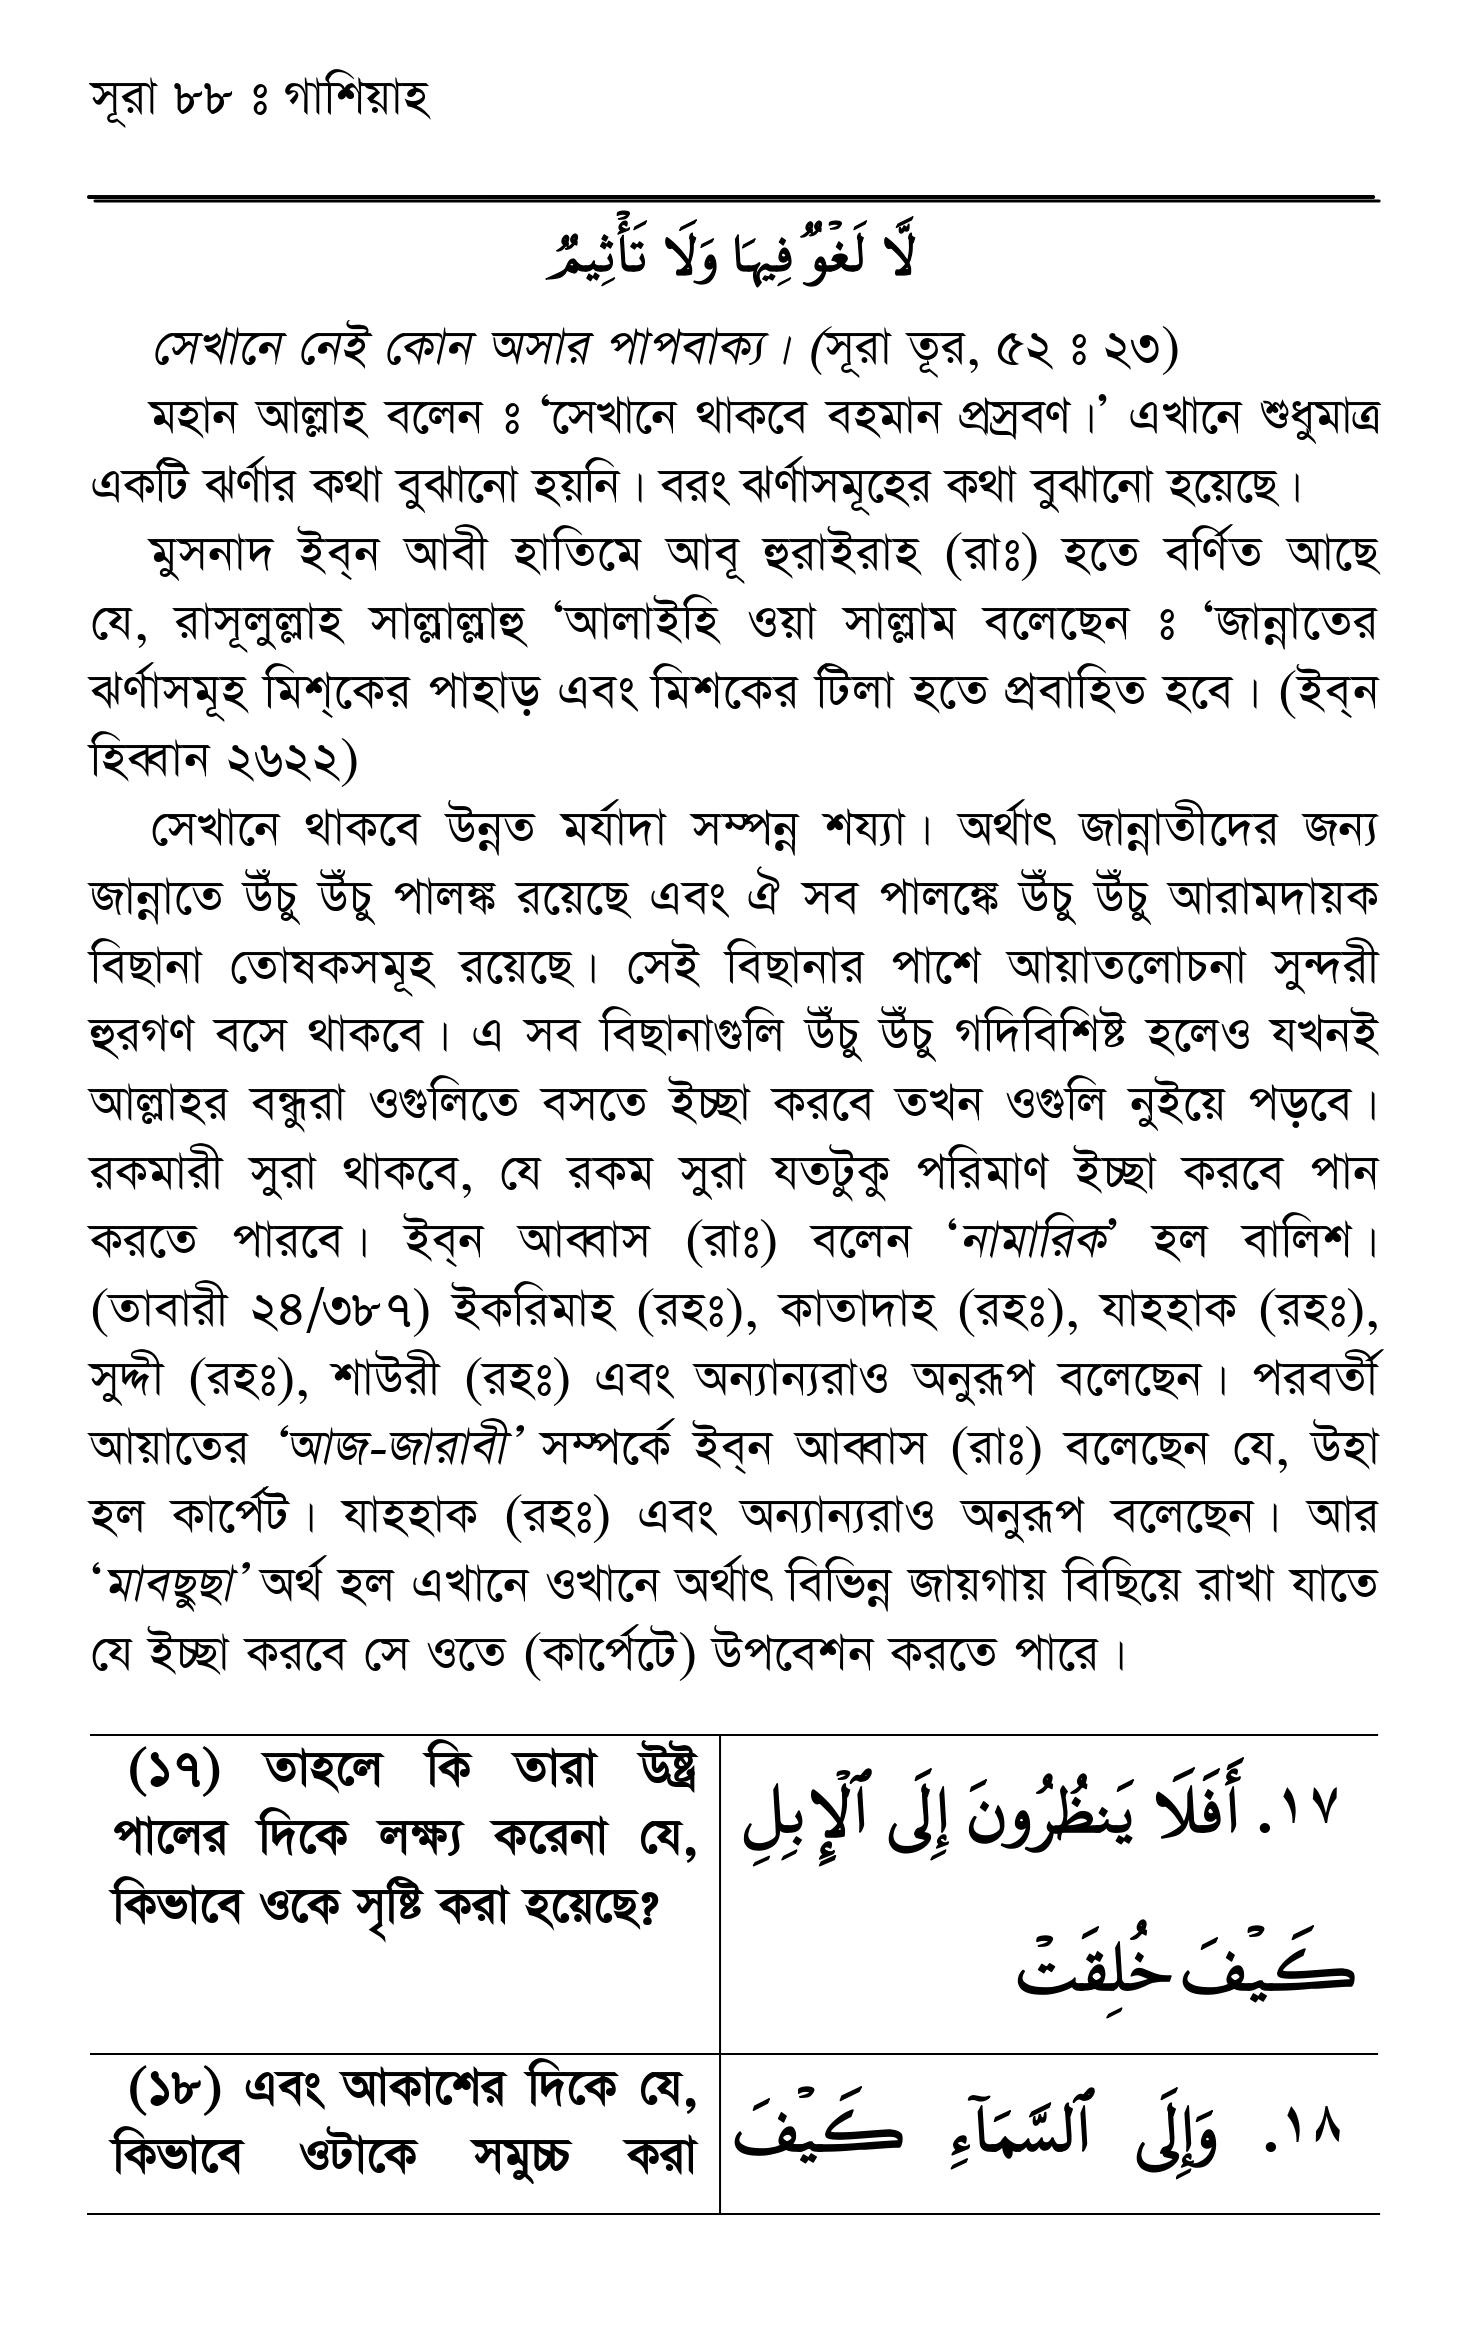 সূরা ৮৮ ঃ গাশিয়াহ
لَّا لَغْوٌ فِيهَا وَلَا تَأْثِيمٌ
সেখানে নেই কোন অসার পাপবাক্য। (সূরা তূর, ৫২ ঃ ২৩)
মহান আল্লাহ বলেন ঃ ‘সেখানে থাকবে বহমান প্রস্রবণ।’ এখানে শুধুমাত্র
একটি ঝর্ণার কথা বুঝানো হয়নি। বরং ঝর্ণাসমূহের কথা বুঝানো হয়েছে।
মুসনাদ ইব্‌ন আবী হাতিমে আবূ হুরাইরাহ (রাঃ) হতে বর্ণিত আছে
যে, রাসূলুল্লাহ সাল্লাল্লাহু ‘আলাইহি ওয়া সাল্লাম বলেছেন ঃ ‘জান্নাতের
ঝর্ণাসমূহ মিশ্‌কের পাহাড় এবং মিশকের টিলা হতে প্রবাহিত হবে। (ইব্‌ন
হিব্বান ২৬২২)
সেখানে থাকবে উন্নত মর্যাদা সম্পন্ন শয্যা। অর্থাৎ জান্নাতীদের জন্য
জান্নাতে উঁচু উঁচু পালঙ্ক রয়েছে এবং ঐ সব পালঙ্কে উঁচু উঁচু আরামদায়ক
বিছানা তোষকসমূহ রয়েছে। সেই বিছানার পাশে আয়াতলোচনা সুন্দরী
হুরগণ বসে থাকবে। এ সব বিছানাগুলি উঁচু উঁচু গদিবিশিষ্ট হলেও যখনই
আল্লাহর বন্ধুরা ওগুলিতে বসতে ইচ্ছা করবে তখন ওগুলি নুইয়ে পড়বে।
রকমারী সুরা থাকবে, যে রকম সুরা যতটুকু পরিমাণ ইচ্ছা করবে পান
করতে পারবে। ইব্‌ন আব্বাস (রাঃ) বলেন ‘নামারিক’ হল বালিশ।
(তাবারী ২৪/৩৮৭) ইকরিমাহ (রহঃ), কাতাদাহ (রহঃ), যাহহাক (রহঃ),
সুদ্দী (রহঃ), শাউরী (রহঃ) এবং অন্যান্যরাও অনুরূপ বলেছেন। পরবর্তী
আয়াতের ‘আজ-জারাবী’ সম্পর্কে ইব্‌ন আব্বাস (রাঃ) বলেছেন যে, উহা
হল কার্পেট। যাহহাক (রহঃ) এবং অন্যান্যরাও অনুরূপ বলেছেন। আর
‘মাবছুছা’ অর্থ হল এখানে ওখানে অর্থাৎ বিভিন্ন জায়গায় বিছিয়ে রাখা যাতে
যে ইচ্ছা করবে সে ওতে (কার্পেটে) উপবেশন করতে পারে।
(১৭) তাহলে কি তারা উষ্ট্র
পালের দিকে লক্ষ্য করেনা যে,
কিভাবে ওকে সৃষ্টি করা হয়েছে?
١٧. أَفَلَا يَنظُرُونَ إِلَى ٱلْإِبِلِ
كَيْفَ خُلِقَتْ
(১৮) এবং আকাশের দিকে যে,
কিভাবে ওটাকে সমুচ্চ করা
١٨. وَإِلَى ٱلسَّمَآءِ كَيْفَ